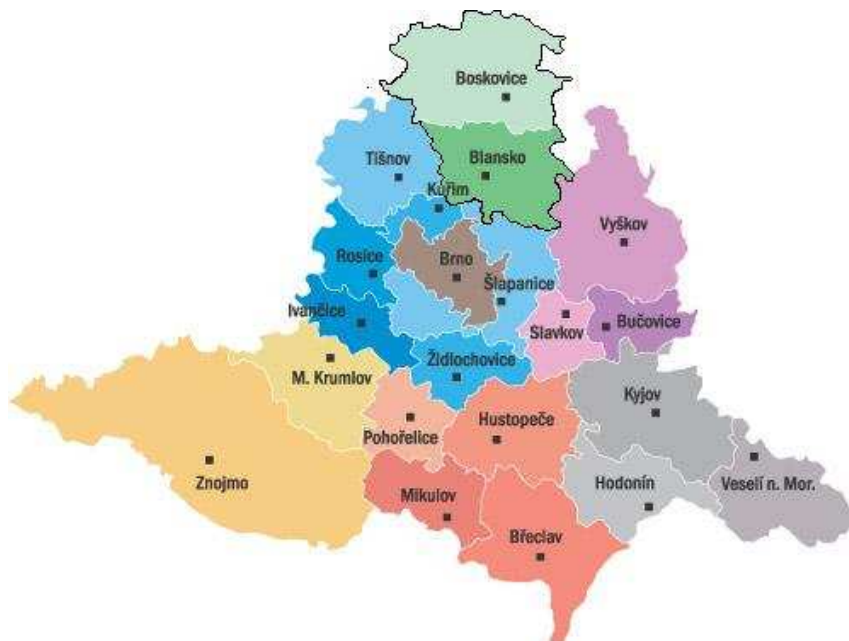 Boskovice
Tišnov
Blansko
Kuřim
Vyškov
Rosice
Brno
Šlapanice
Ivančice
Slavkov
Bučovice
Židlochovice
M. Krumlov
Kyjov
Pohořelice
Hustopeče
Znojmo
Mikulov
Hodonín
Veselí n. Mor.
Břeclav